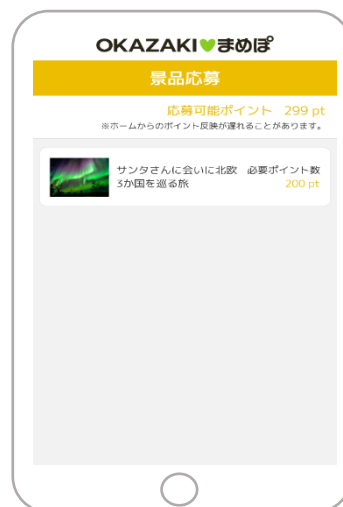 OKAZAKI♥まめぽ
景品応募
応募可能ポイント 299 pt
※ホームからのポイント反映が遅れることがあります。
サンタさんに会いに北欧 必要ポイント数
3か国を巡る旅 200 pt